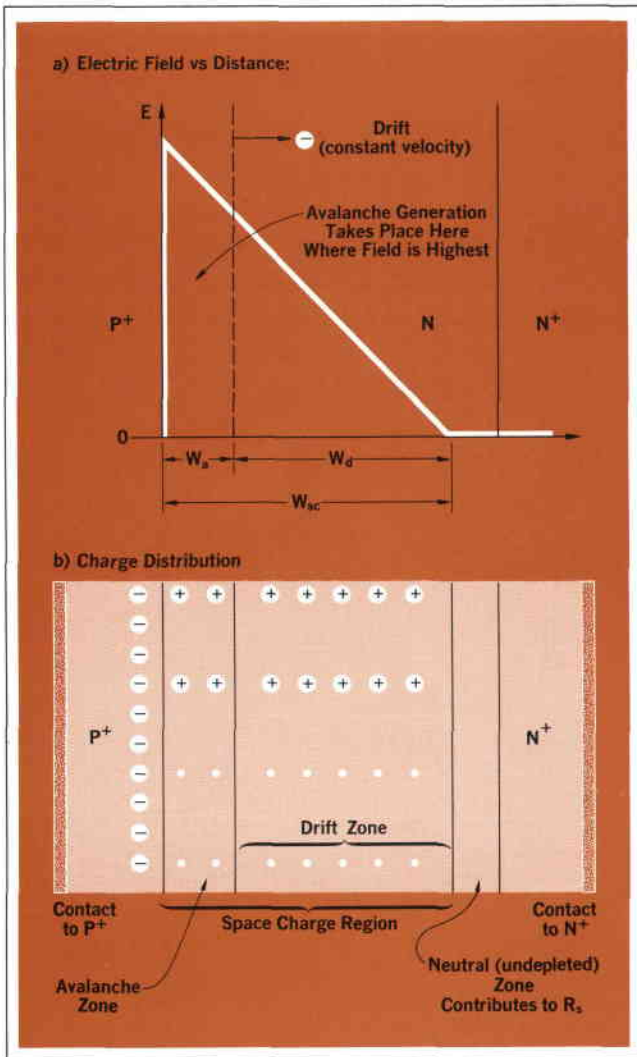 a) Electric Field vs Distance:
E
Drift
(constant velocity)
Avalanche Generation
Takes Place Here
Where Field is Highest
P+
N
N+
0
Wa
Wd
Wsc
b) Charge Distribution
− + + + + + + +
−
−
− + + + + + + +
−
P+
N+
−
−
−
Drift Zone
−
−
Contact
to P+
Space Charge Region
Contact
to N+
Avalanche
Zone
Neutral (undepleted)
Zone
Contributes to Rs